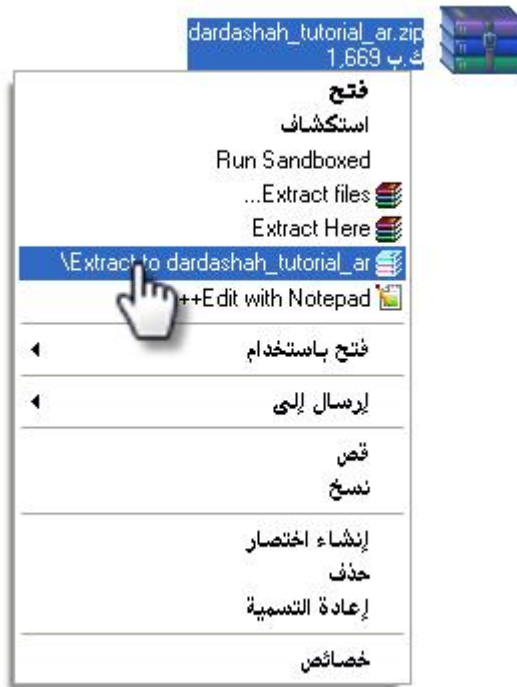 dardashah_tutorial_ar.zip
1,669 ك.ب
فتح
استكشاف
Run Sandboxed
...Extract files
Extract Here
\Extract to dardashah_tutorial_ar
++Edit with Notepad
فتح باستخدام
إرسال إلى
قص
نسخ
إنشاء اختصار
حذف
إعادة التسمية
خصائص